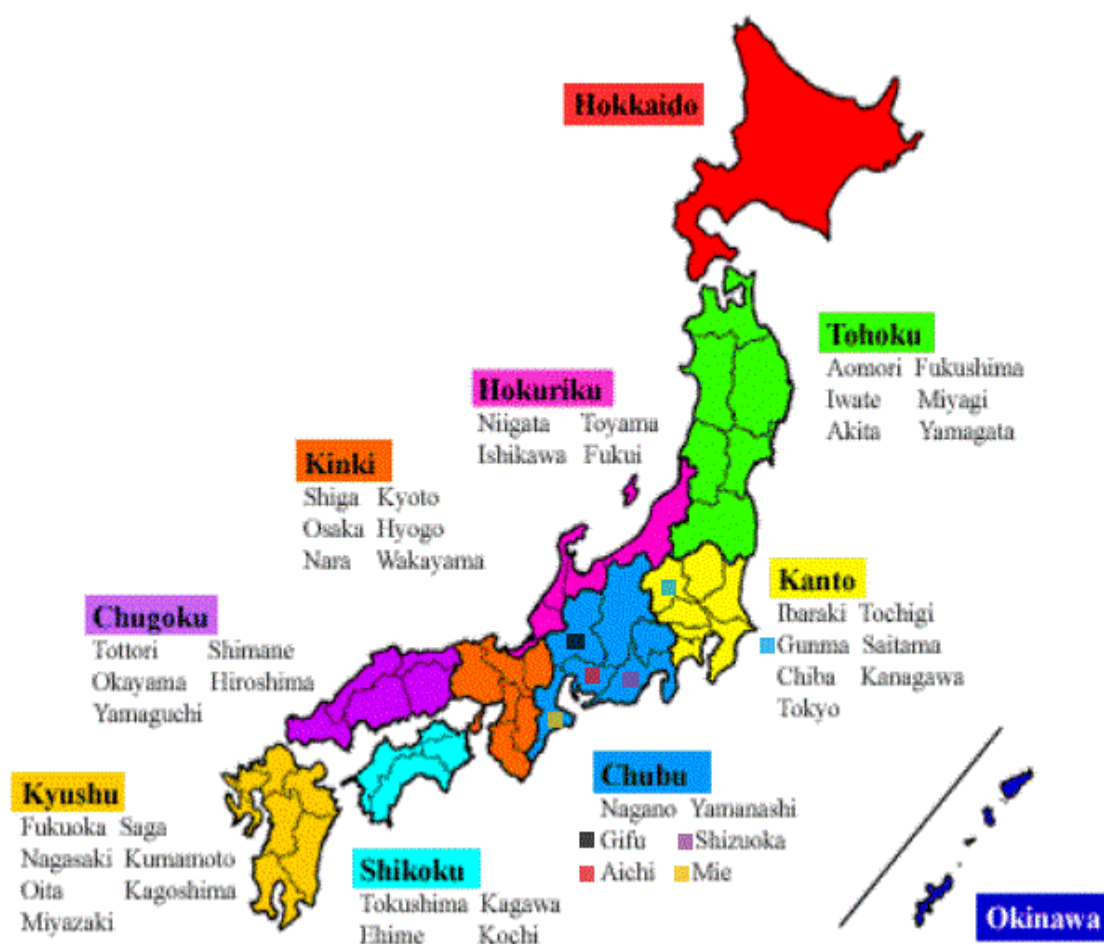 Hokkaido
Tohoku
Aomori Fukushima
Iwate Miyagi
Akita Yamagata
Hokuriku
Niigata Toyama
Ishikawa Fukui
Kinki
Shiga Kyoto
Osaka Hyogo
Nara Wakayama
Kanto
Ibaraki Tochigi
Gunma Saitama
Chiba Kanagawa
Tokyo
Chugoku
Tottori Shimane
Okayama Hiroshima
Yamaguchi
Chubu
Nagano Yamanashi
Gifu Shizuoka
Aichi Mie
Kyushu
Fukuoka Saga
Nagasaki Kumamoto
Oita Kagoshima
Miyazaki
Shikoku
Tokushima Kagawa
Ehime Kochi
Okinawa